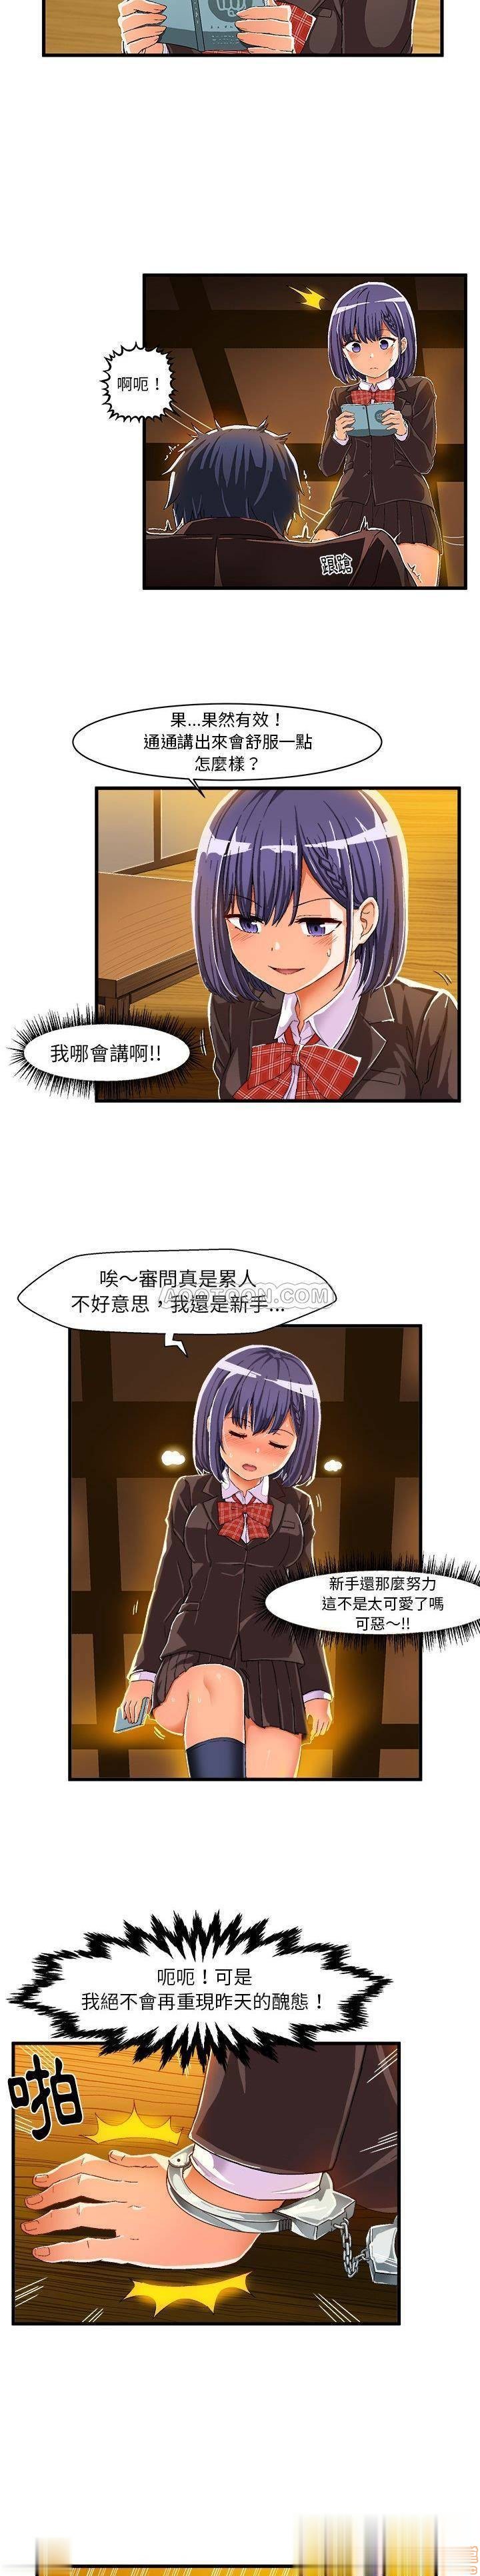 啊呃！
踉蹌
果...果然有效！
通通講出來會舒服一點
怎麼樣？
我哪會講啊!!
唉～審問真是累人
不好意思，我還是新手...
AQQTOON.COM
新手還那麼努力
這不是太可愛了嗎
可惡～!!
呃呃！可是
我絕不會再重現昨天的醜態！
啪